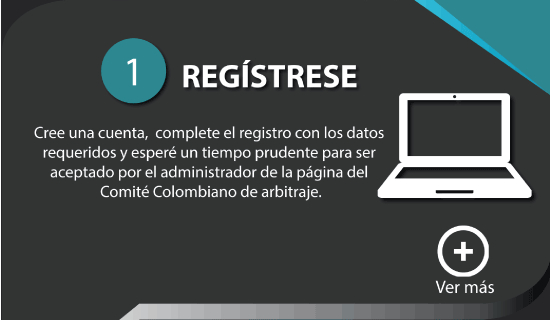 1 REGÍSTRESE
Cree una cuenta, complete el registro con los datos
requeridos y esperé un tiempo prudente para ser
aceptado por el administrador de la página del
Comité Colombiano de arbitraje.
Ver más